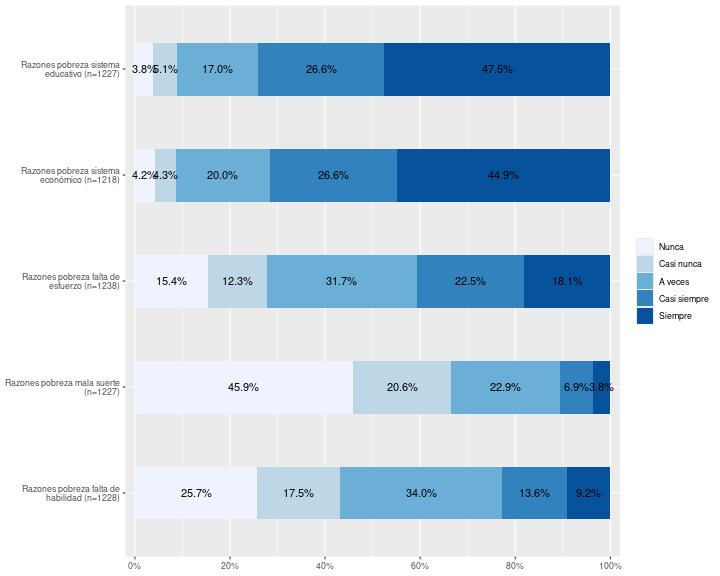 Razones pobreza sistema
educativo (n=1227)
3.8%
5.1%
17.0%
26.6%
47.5%
Razones pobreza sistema
económico (n=1218)
4.2%
4.3%
20.0%
26.6%
44.9%
Razones pobreza falta de
esfuerzo (n=1238)
15.4%
12.3%
31.7%
22.5%
18.1%
Razones pobreza mala suerte
(n=1227)
45.9%
20.6%
22.9%
6.9%
3.8%
Razones pobreza falta de
habilidad (n=1228)
25.7%
17.5%
34.0%
13.6%
9.2%
0%
20%
40%
60%
80%
100%
Nunca
Casi nunca
A veces
Casi siempre
Siempre